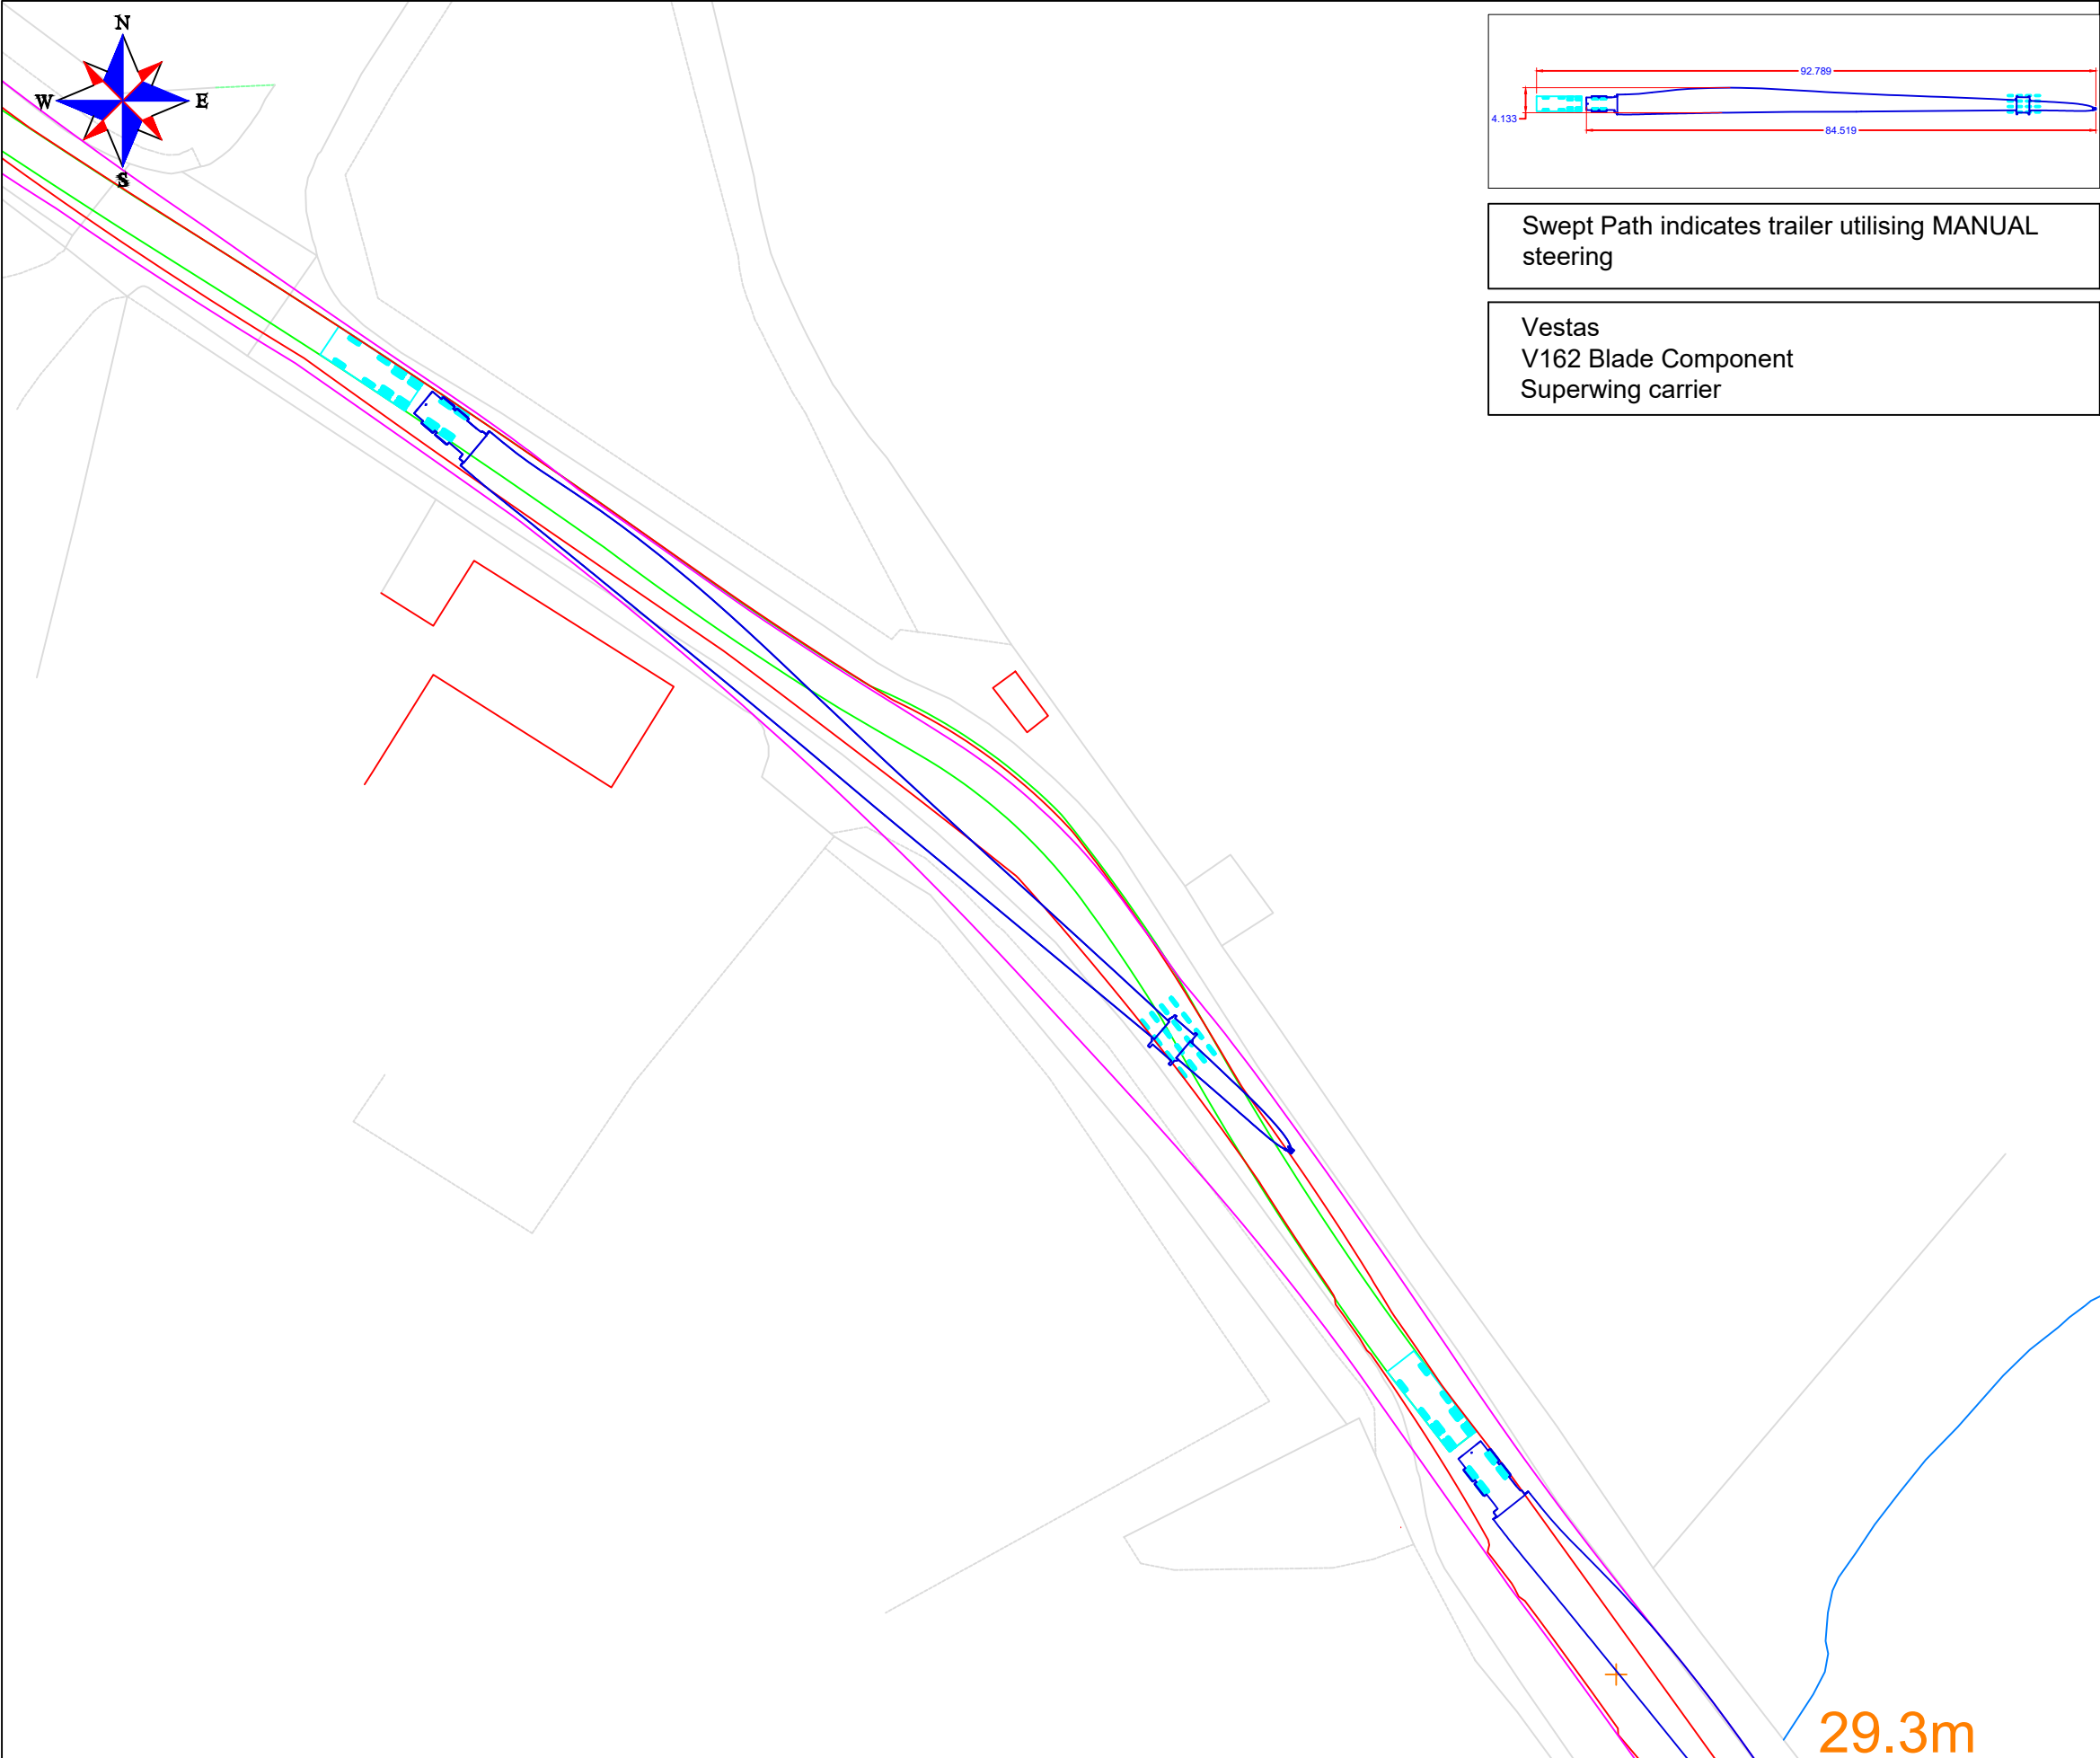 N
W
E
S
92.789
4.133
84.519
Swept Path indicates trailer utilising MANUAL
steering
Vestas
V162 Blade Component
Superwing carrier
29.3m